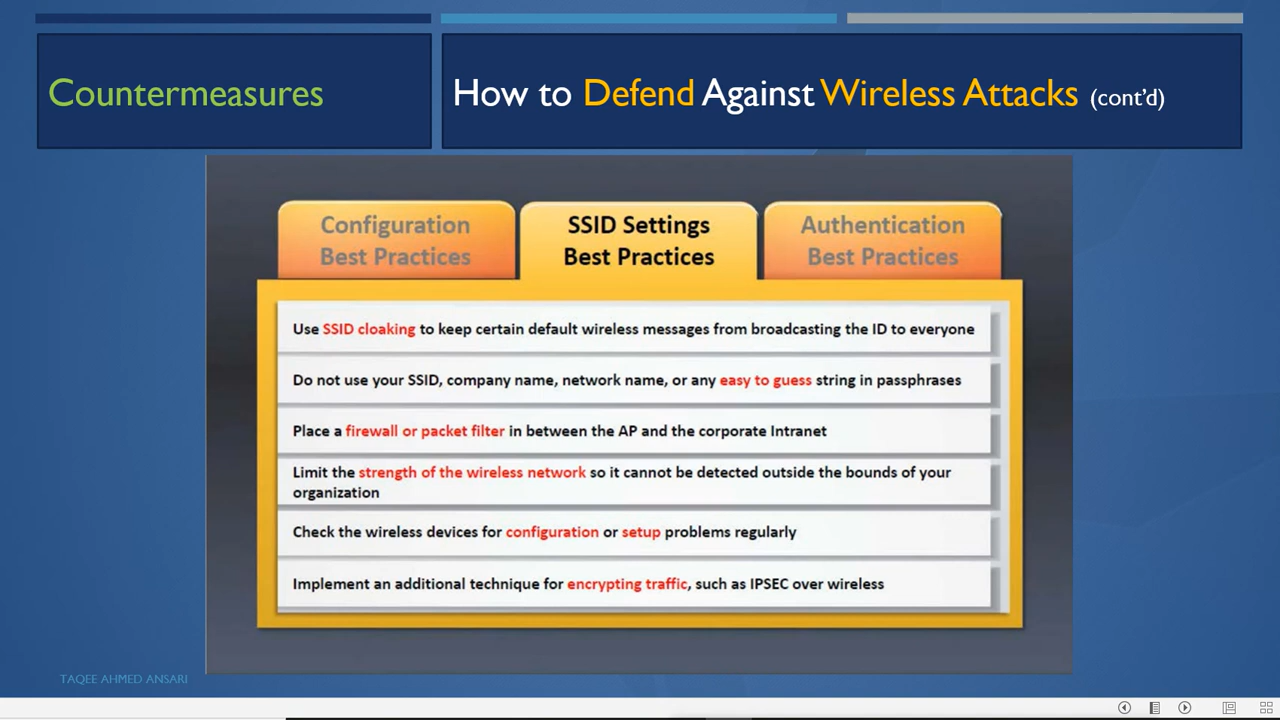 Countermeasures
How to Defend Against Wireless Attacks (cont’d)
Configuration
Best Practices
SSID Settings
Best Practices
Authentication
Best Practices
Use SSID cloaking to keep certain default wireless messages from broadcasting the ID to everyone
Do not use your SSID, company name, network name, or any easy to guess string in passphrases
Place a firewall or packet filter in between the AP and the corporate Intranet
Limit the strength of the wireless network so it cannot be detected outside the bounds of your
organization
Check the wireless devices for configuration or setup problems regularly
Implement an additional technique for encrypting traffic, such as IPSEC over wireless
TAQEE AHMED ANSARI